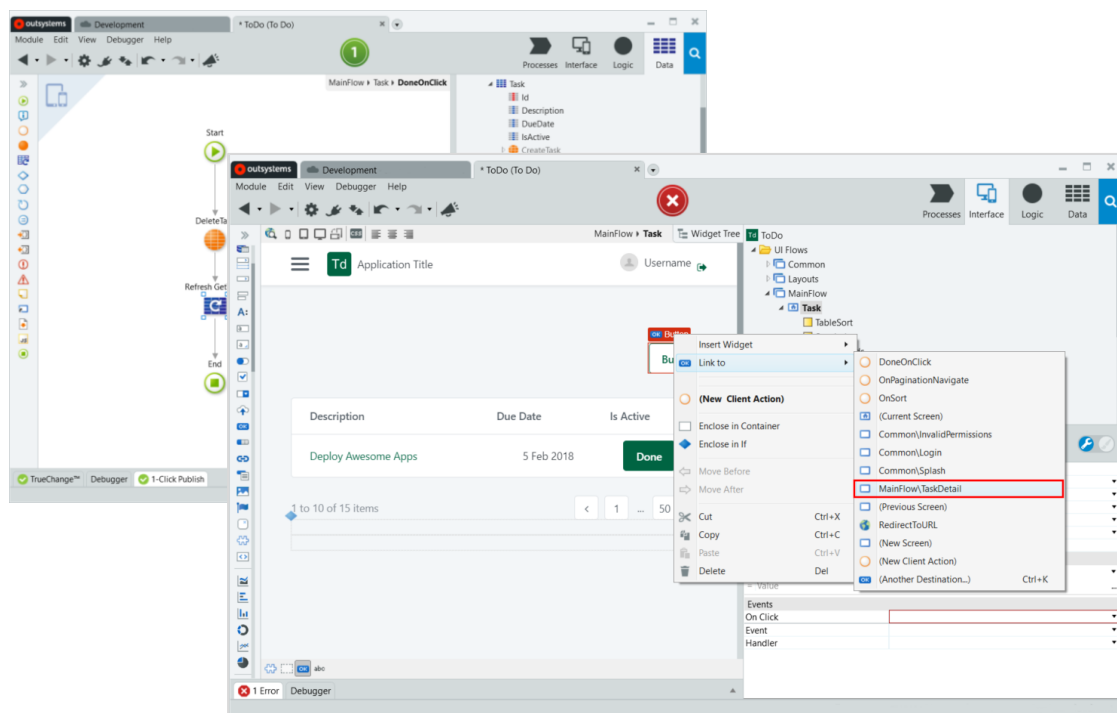 outsystems Development * ToDo (To Do)
Module Edit View Debugger Help
1
Processes Interface Logic Data
MainFlow Task DoneOnClick
Task
Id
Description
DueDate
IsActive
CreateTask
Start
DeleteTa
Refresh Get
End
TrueChange™ Debugger 1-Click Publish
outsystems Development * ToDo (To Do)
Module Edit View Debugger Help
Processes Interface Logic Data
MainFlow Task Widget Tree
Td ToDo
UI Flows
Common
Layouts
MainFlow
Task
TableSort
Td Application Title Username
OK Button
Bu
Insert Widget
Link to
(New Client Action)
Enclose in Container
Enclose in If
Move Before
Move After
Cut Ctrl+X
Copy Ctrl+C
Paste Ctrl+V
Delete Del
DoneOnClick
OnPaginationNavigate
OnSort
(Current Screen)
Common\InvalidPermissions
Common\Login
Common\Splash
MainFlow\TaskDetail
(Previous Screen)
RedirectToURL
(New Screen)
(New Client Action)
(Another Destination...) Ctrl+K
Description Due Date Is Active
Deploy Awesome Apps 5 Feb 2018 Done
1 to 10 of 15 items < 1 ... 50
Value
Events
On Click
Event
Handler
OK abc
1 Error Debugger